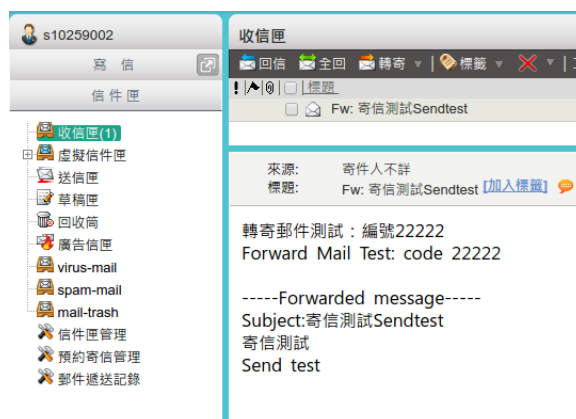 s10259002
寫 信
信件匣
收信匣(1)
虛擬信件匣
送信匣
草稿匣
回收筒
廣告信匣
virus-mail
spam-mail
mail-trash
信件匣管理
預約寄信管理
郵件遞送記錄
收信匣
回信 全回 轉寄 標籤
標題
Fw: 寄信測試Sendtest
來源: 寄件人不詳
標題: Fw: 寄信測試Sendtest [加入標籤]
轉寄郵件測試：編號22222
Forward Mail Test: code 22222
-----Forwarded message-----
Subject:寄信測試Sendtest
寄信測試
Send test